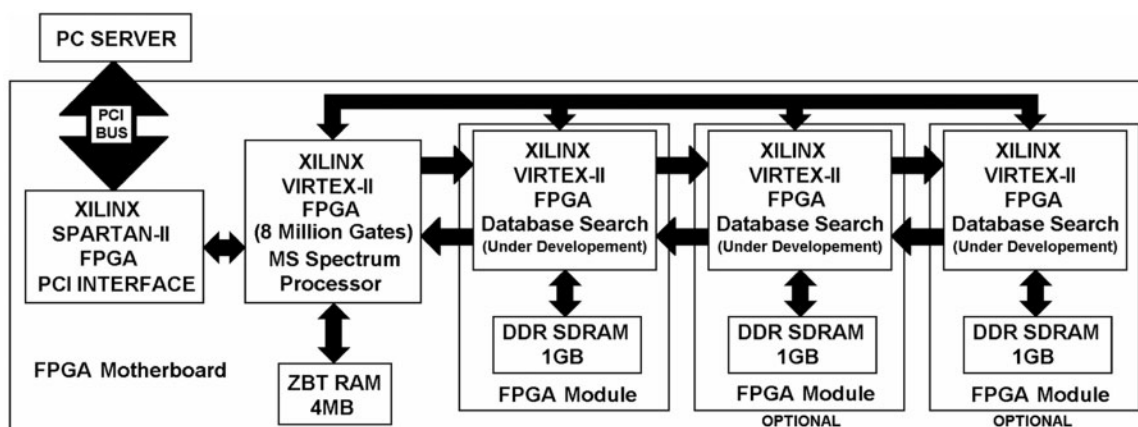 PC SERVER
PCI
BUS
XILINX
SPARTAN-II
FPGA
PCI INTERFACE
FPGA Motherboard
XILINX
VIRTEX-II
FPGA
(8 Million Gates)
MS Spectrum
Processor
ZBT RAM
4MB
XILINX
VIRTEX-II
FPGA
Database Search
(Under Developement)
DDR SDRAM
1GB
FPGA Module
XILINX
VIRTEX-II
FPGA
Database Search
(Under Developement)
DDR SDRAM
1GB
FPGA Module
OPTIONAL
XILINX
VIRTEX-II
FPGA
Database Search
(Under Developement)
DDR SDRAM
1GB
FPGA Module
OPTIONAL